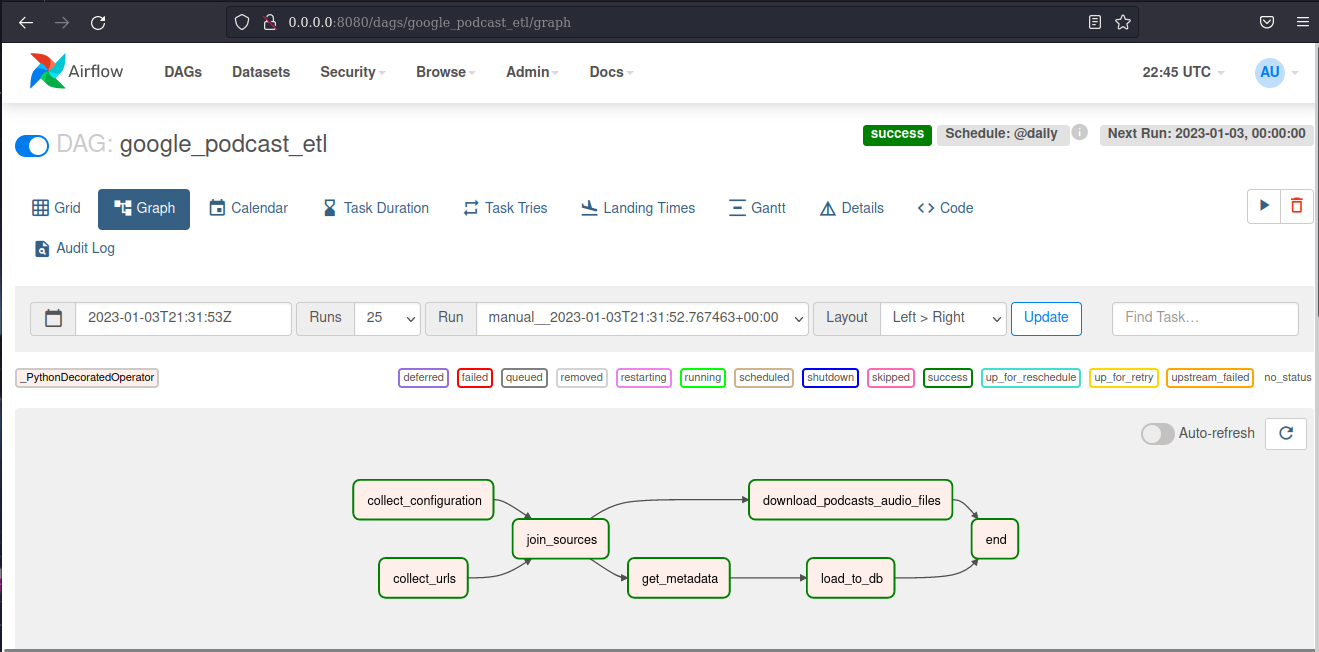 0.0.0.0:8080/dags/google_podcast_etl/graph
Airflow DAGs Datasets Security Browse Admin Docs 22:45 UTC AU
DAG: google_podcast_etl success Schedule: @daily i Next Run: 2023-01-03, 00:00:00
Grid Graph Calendar Task Duration Task Tries Landing Times Gantt Details <> Code
Audit Log
2023-01-03T21:31:53Z Runs 25 Run manual__2023-01-03T21:31:52.767463+00:00 Layout Left > Right Update Find Task...
_PythonDecoratedOperator deferred failed queued removed restarting running scheduled shutdown skipped success up_for_reschedule up_for_retry upstream_failed no_status
Auto-refresh
collect_configuration download_podcasts_audio_files
join_sources end
collect_urls get_metadata load_to_db